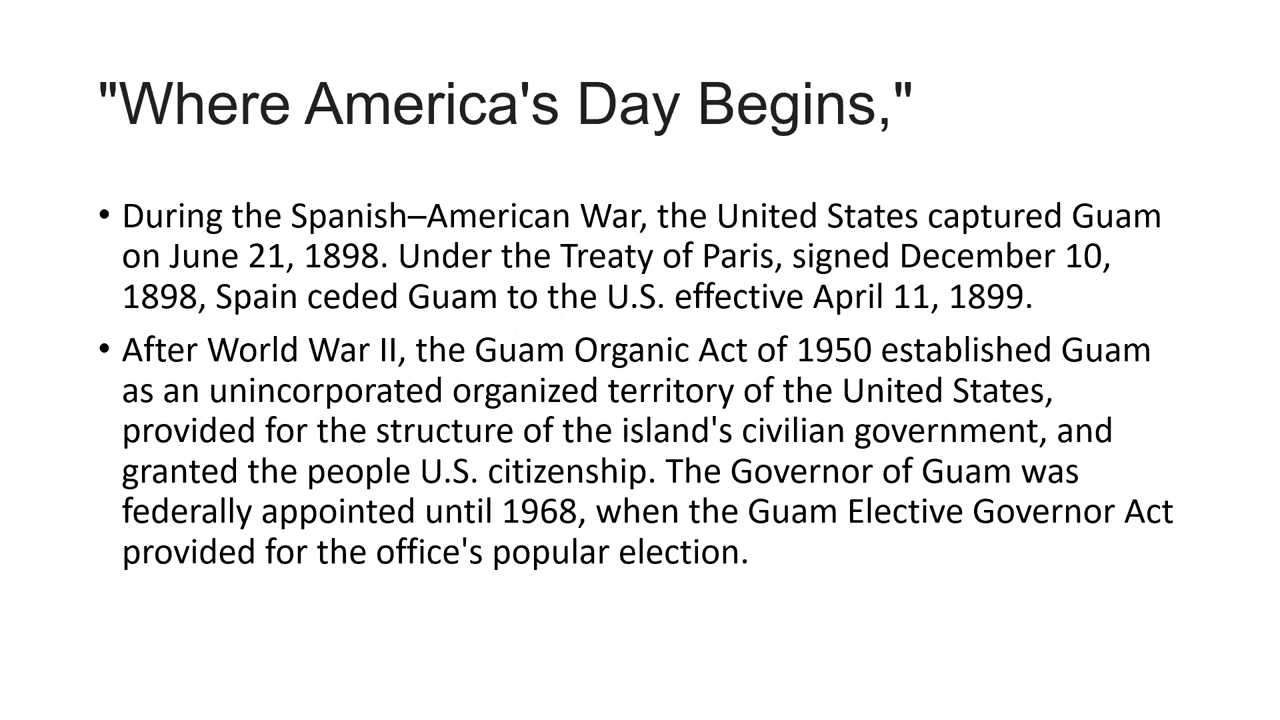 "Where America's Day Begins,"
• During the Spanish–American War, the United States captured Guam
on June 21, 1898. Under the Treaty of Paris, signed December 10,
1898, Spain ceded Guam to the U.S. effective April 11, 1899.
• After World War II, the Guam Organic Act of 1950 established Guam
as an unincorporated organized territory of the United States,
provided for the structure of the island's civilian government, and
granted the people U.S. citizenship. The Governor of Guam was
federally appointed until 1968, when the Guam Elective Governor Act
provided for the office's popular election.